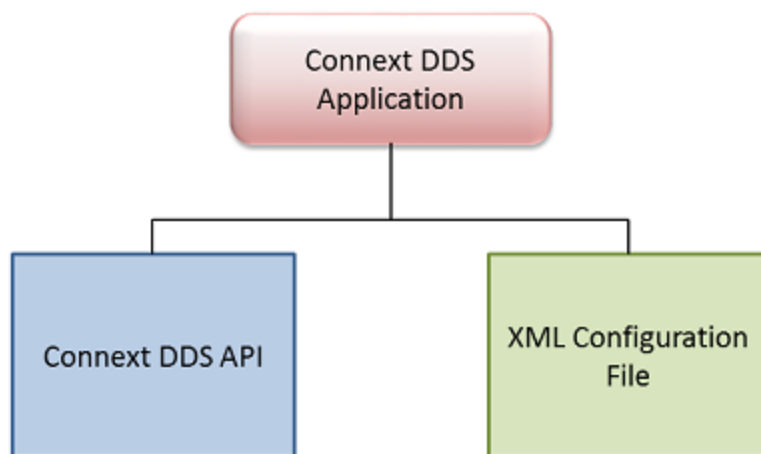 Connext DDS
Application
Connext DDS API
XML Configuration
File